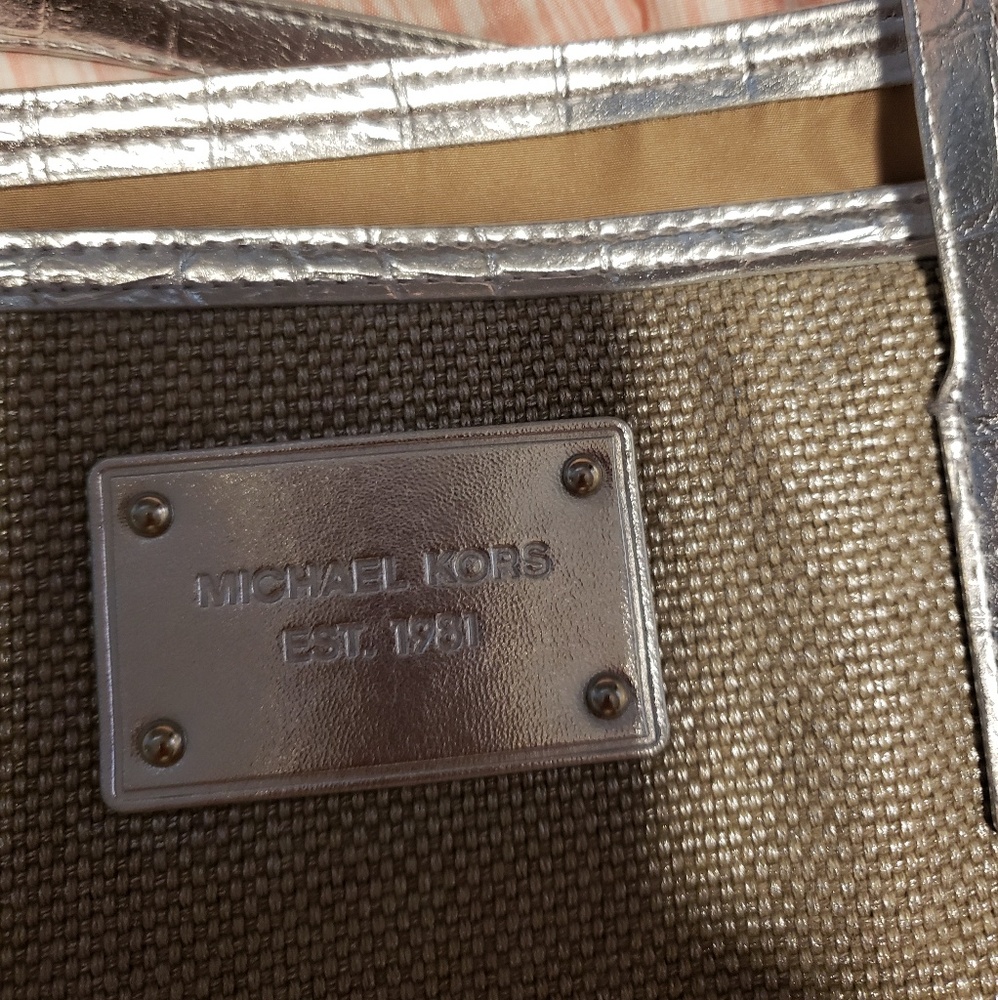 MICHAEL KORS
EST. 1981